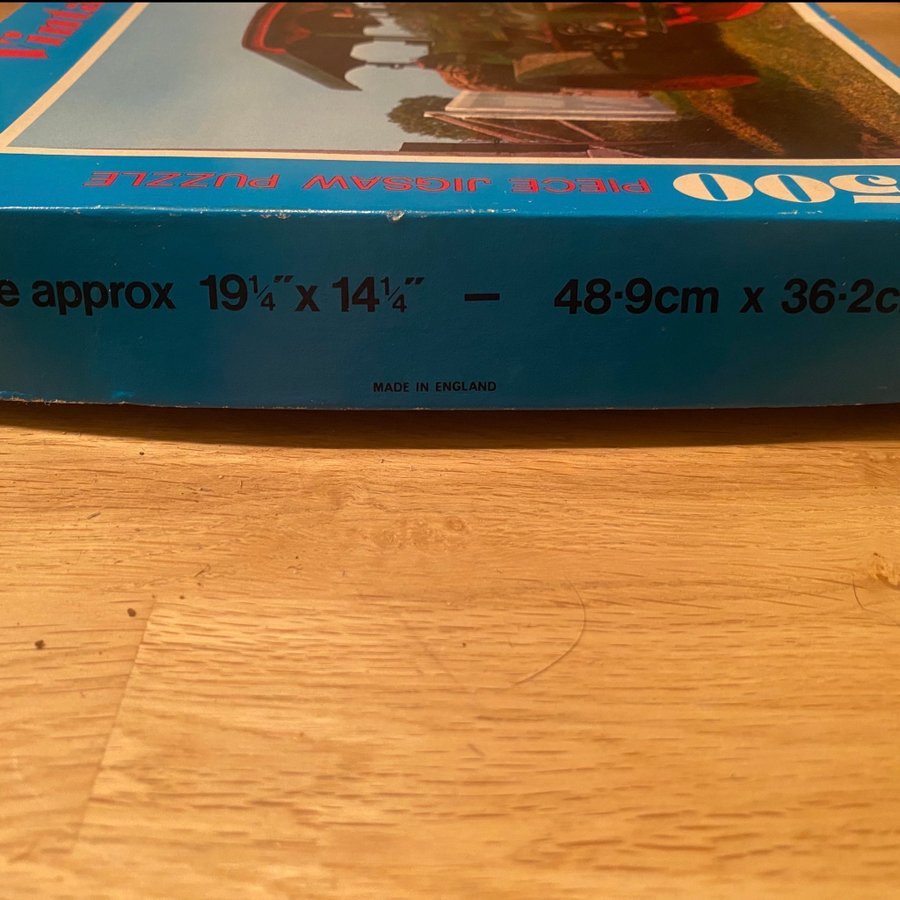 500 PIECE JIGSAW PUZZLE
e approx 19¼″ x 14¼″ — 48·9cm x 36·2c
MADE IN ENGLAND